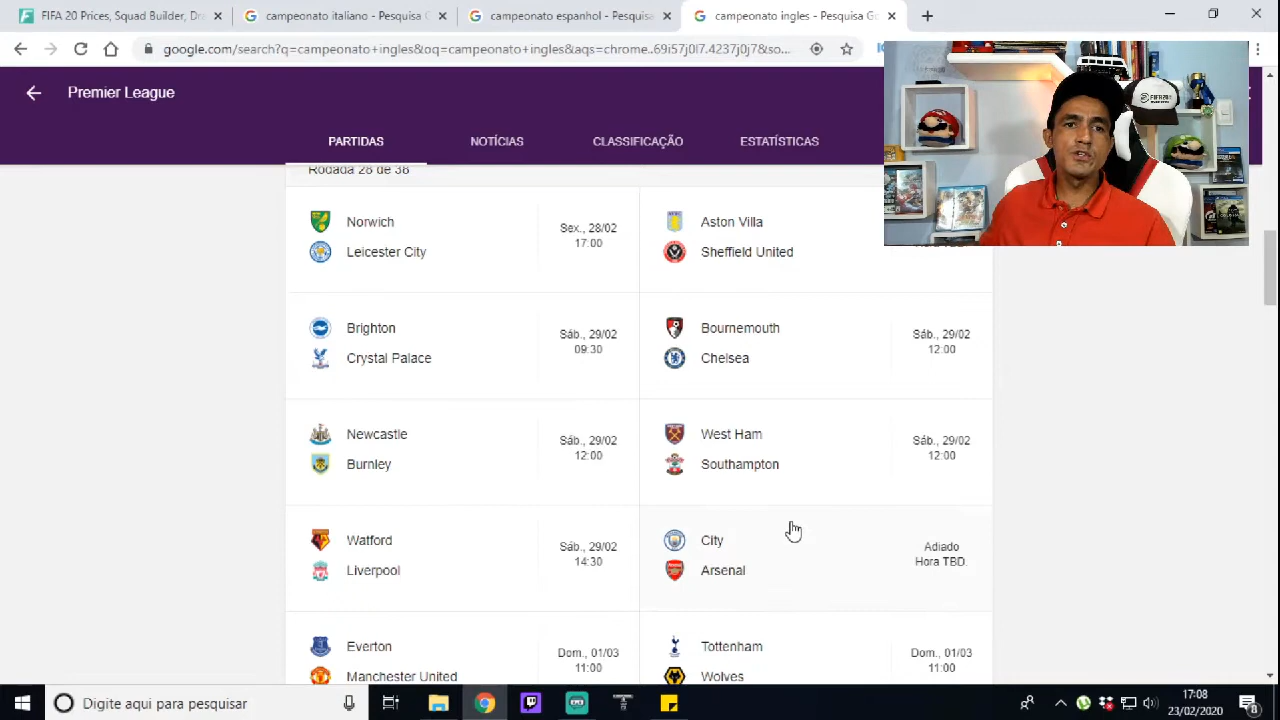 FIFA 20 Prices, Squad Builder, Dr
campeonato italiano - Pesquisa G
campeonato espanhol - Pesquisa
campeonato ingles - Pesquisa Go
google.com/search?q=campeonato+ingles&oq=campeonato+ingles&aqs=chrome..69i57j0l7.4237j0j7&so...
Premier League
PARTIDAS NOTÍCIAS CLASSIFICAÇÃO ESTATÍSTICAS
Rodada 28 de 38
Norwich
Leicester City
Sex., 28/02
17:00
Aston Villa
Sheffield United
Brighton
Crystal Palace
Sáb., 29/02
09:30
Bournemouth
Chelsea
Sáb., 29/02
12:00
Newcastle
Burnley
Sáb., 29/02
12:00
West Ham
Southampton
Sáb., 29/02
12:00
Watford
Liverpool
Sáb., 29/02
14:30
City
Arsenal
Adiado
Hora TBD.
Everton
Manchester United
Dom., 01/03
11:00
Tottenham
Wolves
Dom., 01/03
11:00
Digite aqui para pesquisar
17:08
23/02/2020